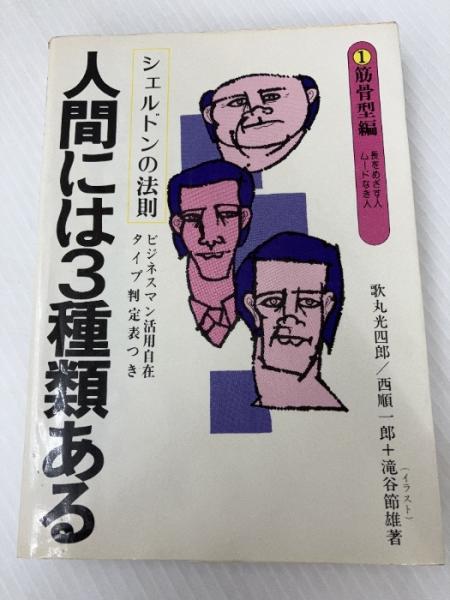 ①筋骨型編
長をめざす人
ムードなき人
シェルドンの法則
人間には3種類ある
ビジネスマン活用自在
タイプ判定表つき
歌丸光四郎/西順一郎+滝谷節雄著
(イラスト)